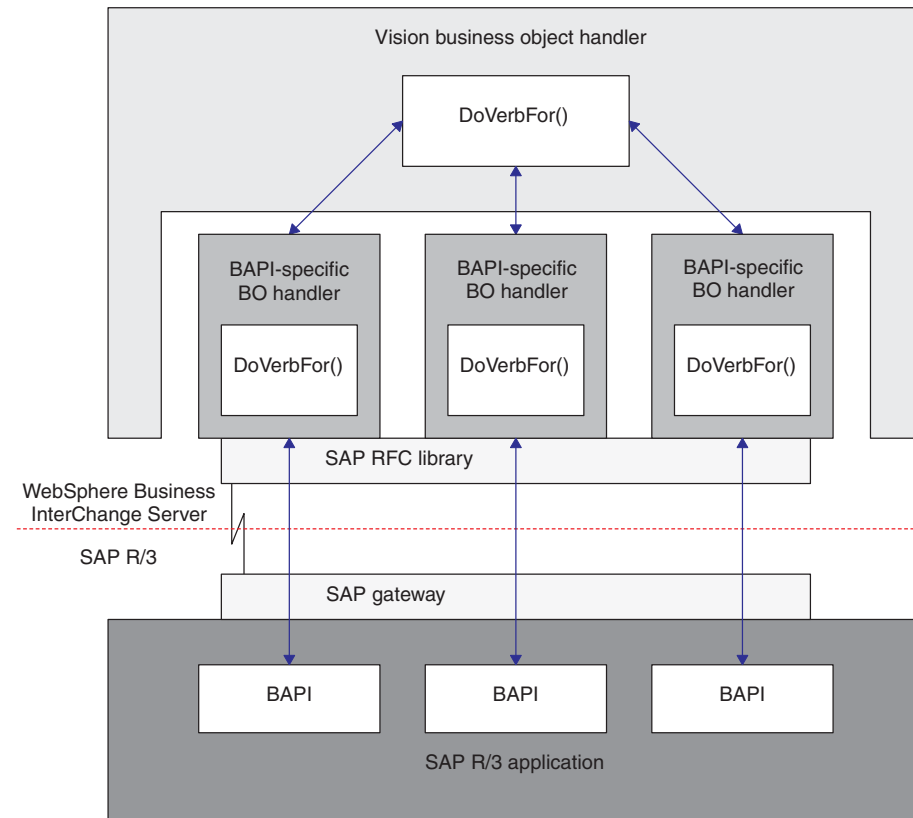 Vision business object handler
DoVerbFor()
BAPI-specific
BO handler
BAPI-specific
BO handler
BAPI-specific
BO handler
DoVerbFor()
DoVerbFor()
DoVerbFor()
SAP RFC library
WebSphere Business
InterChange Server
SAP R/3
SAP gateway
BAPI
BAPI
BAPI
SAP R/3 application